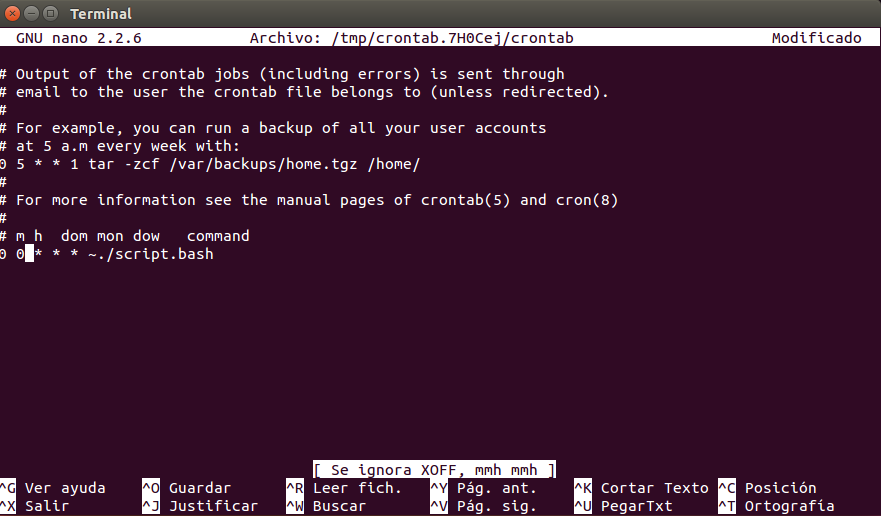 Terminal
GNU nano 2.2.6 Archivo: /tmp/crontab.7H0Cej/crontab Modificado
# Output of the crontab jobs (including errors) is sent through
# email to the user the crontab file belongs to (unless redirected).
#
# For example, you can run a backup of all your user accounts
# at 5 a.m every week with:
0 5 * * 1 tar -zcf /var/backups/home.tgz /home/
#
# For more information see the manual pages of crontab(5) and cron(8)
#
# m h  dom mon dow   command
0 0 * * * ~./script.bash
[ Se ignora XOFF, mmh mmh ]
^G Ver ayuda ^O Guardar ^R Leer fich. ^Y Pág. ant. ^K Cortar Texto ^C Posición
^X Salir ^J Justificar ^W Buscar ^V Pág. sig. ^U PegarTxt ^T Ortografía